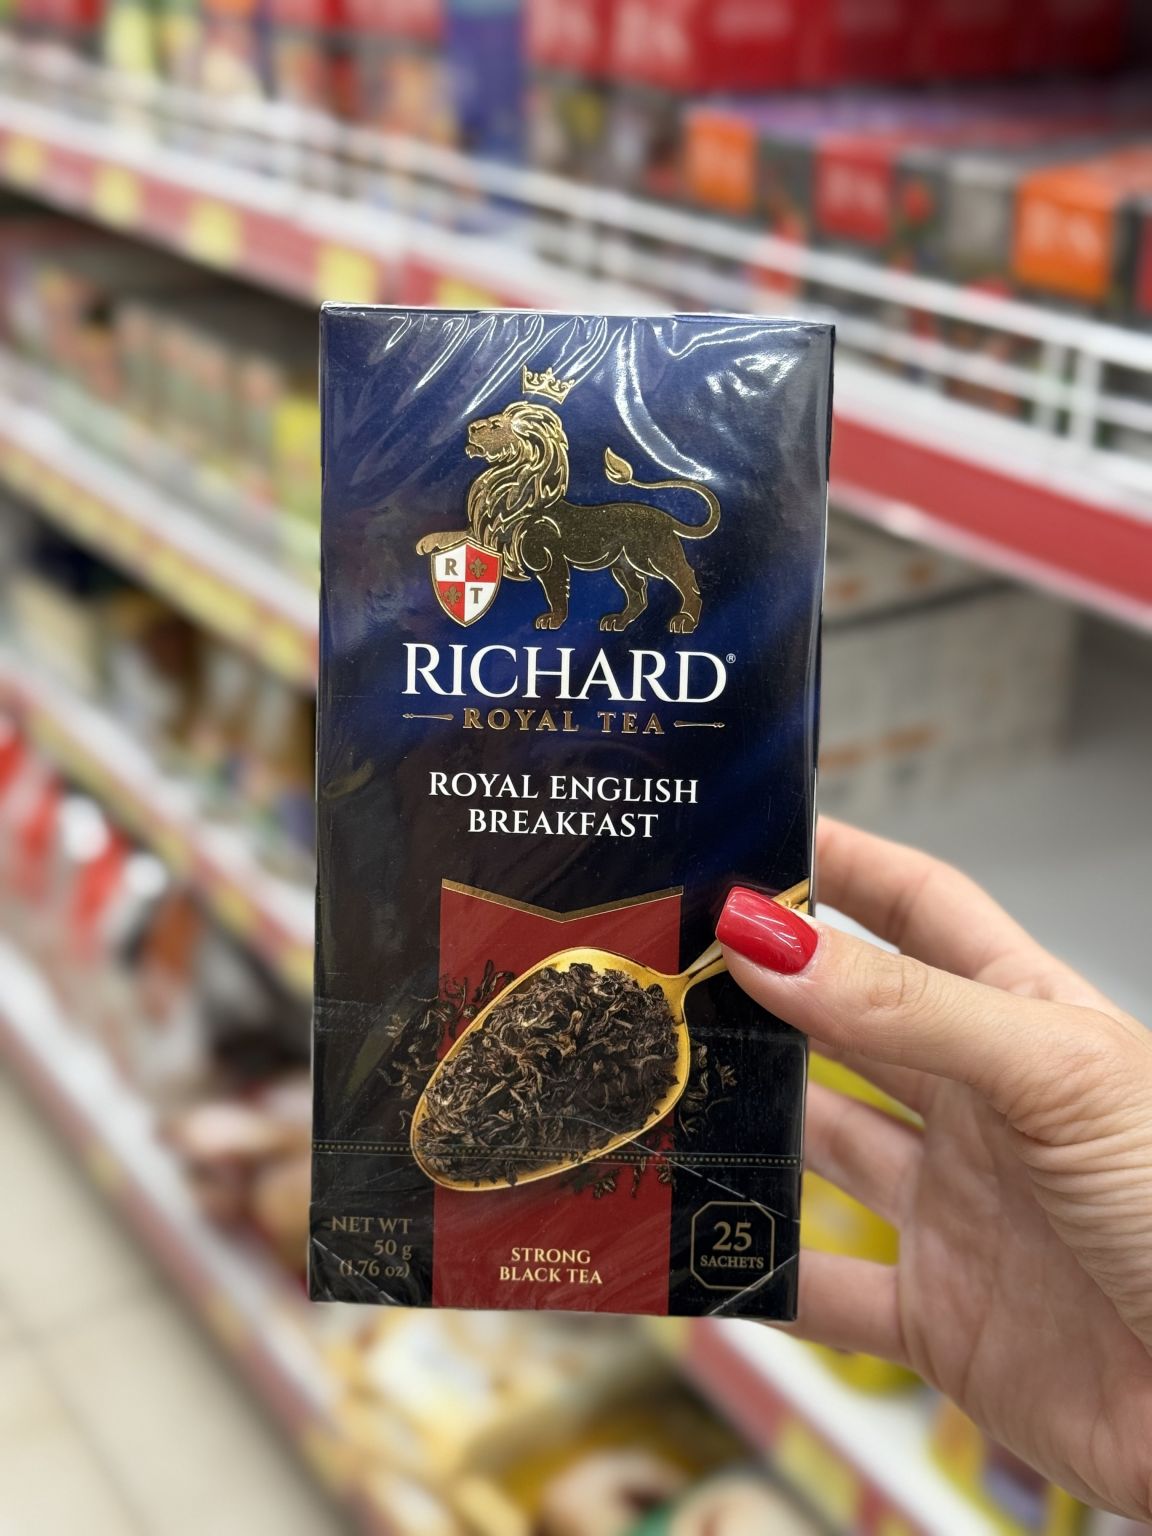 R
T
RICHARD®
ROYAL TEA
ROYAL ENGLISH
BREAKFAST
NET WT
50 g
(1.76 oz)
STRONG
BLACK TEA
25
SACHETS